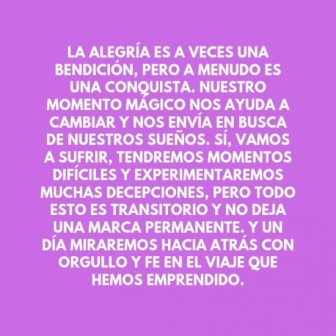 LA ALEGRÍA ES A VECES UNA
BENDICIÓN, PERO A MENUDO ES
UNA CONQUISTA. NUESTRO
MOMENTO MÁGICO NOS AYUDA A
CAMBIAR Y NOS ENVÍA EN BUSCA
DE NUESTROS SUEÑOS. SÍ, VAMOS
A SUFRIR, TENDREMOS MOMENTOS
DIFÍCILES Y EXPERIMENTAREMOS
MUCHAS DECEPCIONES, PERO TODO
ESTO ES TRANSITORIO Y NO DEJA
UNA MARCA PERMANENTE. Y UN
DÍA MIRAREMOS HACIA ATRÁS CON
ORGULLO Y FE EN EL VIAJE QUE
HEMOS EMPRENDIDO.